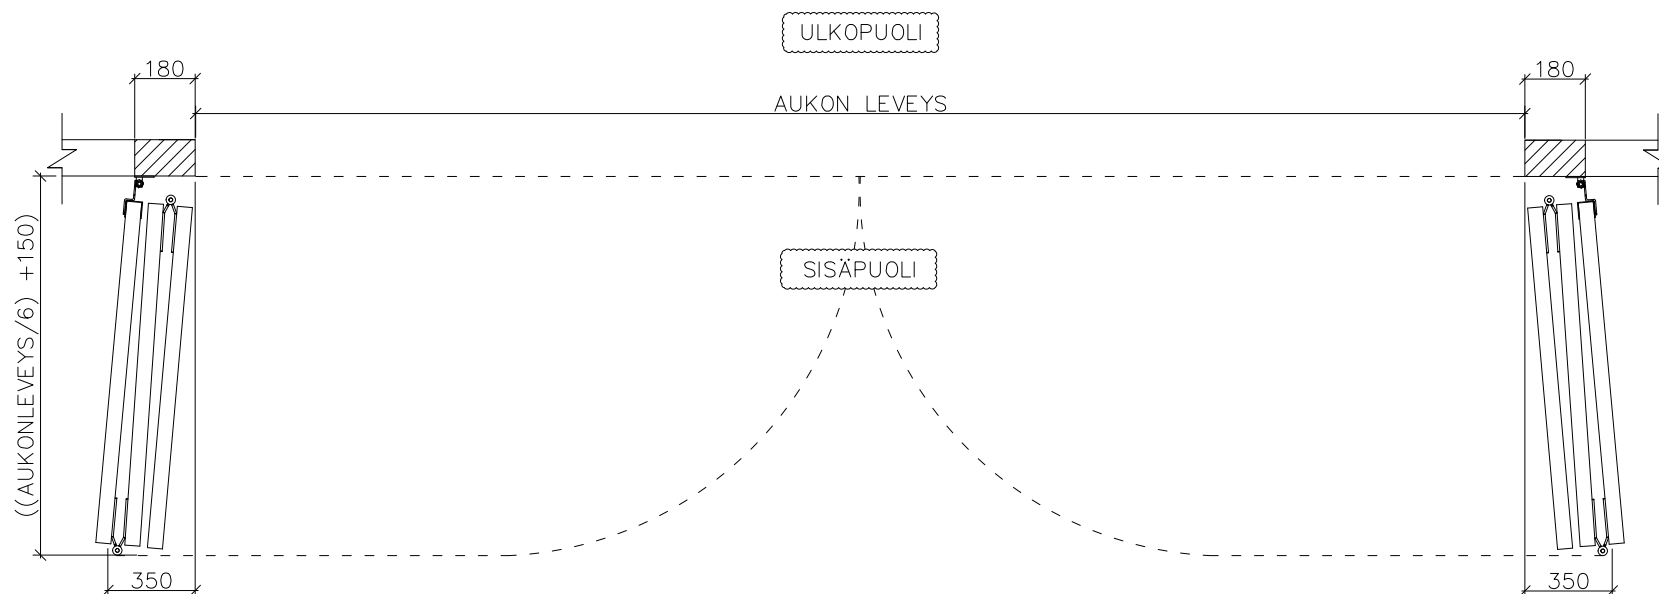 ULKOPUOLI
180
180
AUKON LEVEYS
((AUKONLEVEYS/6) +150)
SISÄPUOLI
350
350